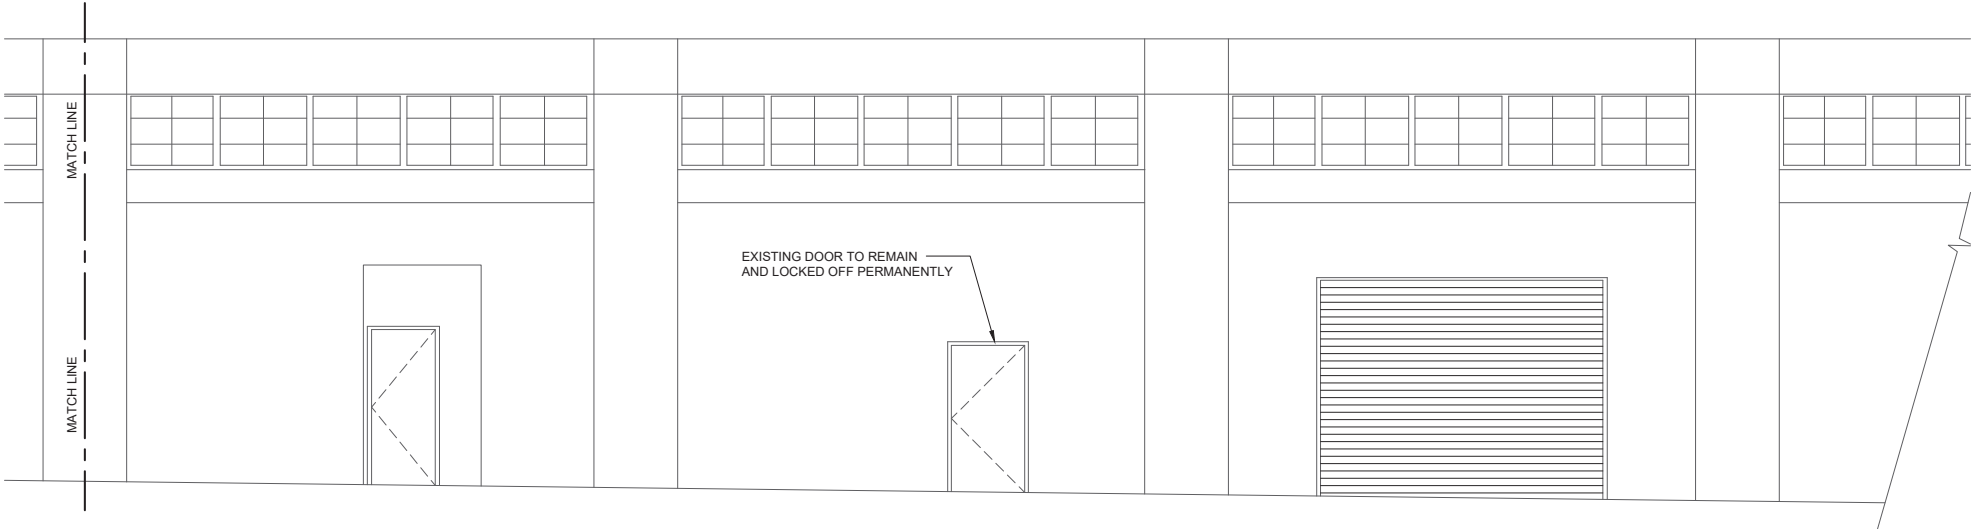 MATCH LINE
EXISTING DOOR TO REMAIN
AND LOCKED OFF PERMANENTLY
MATCH LINE